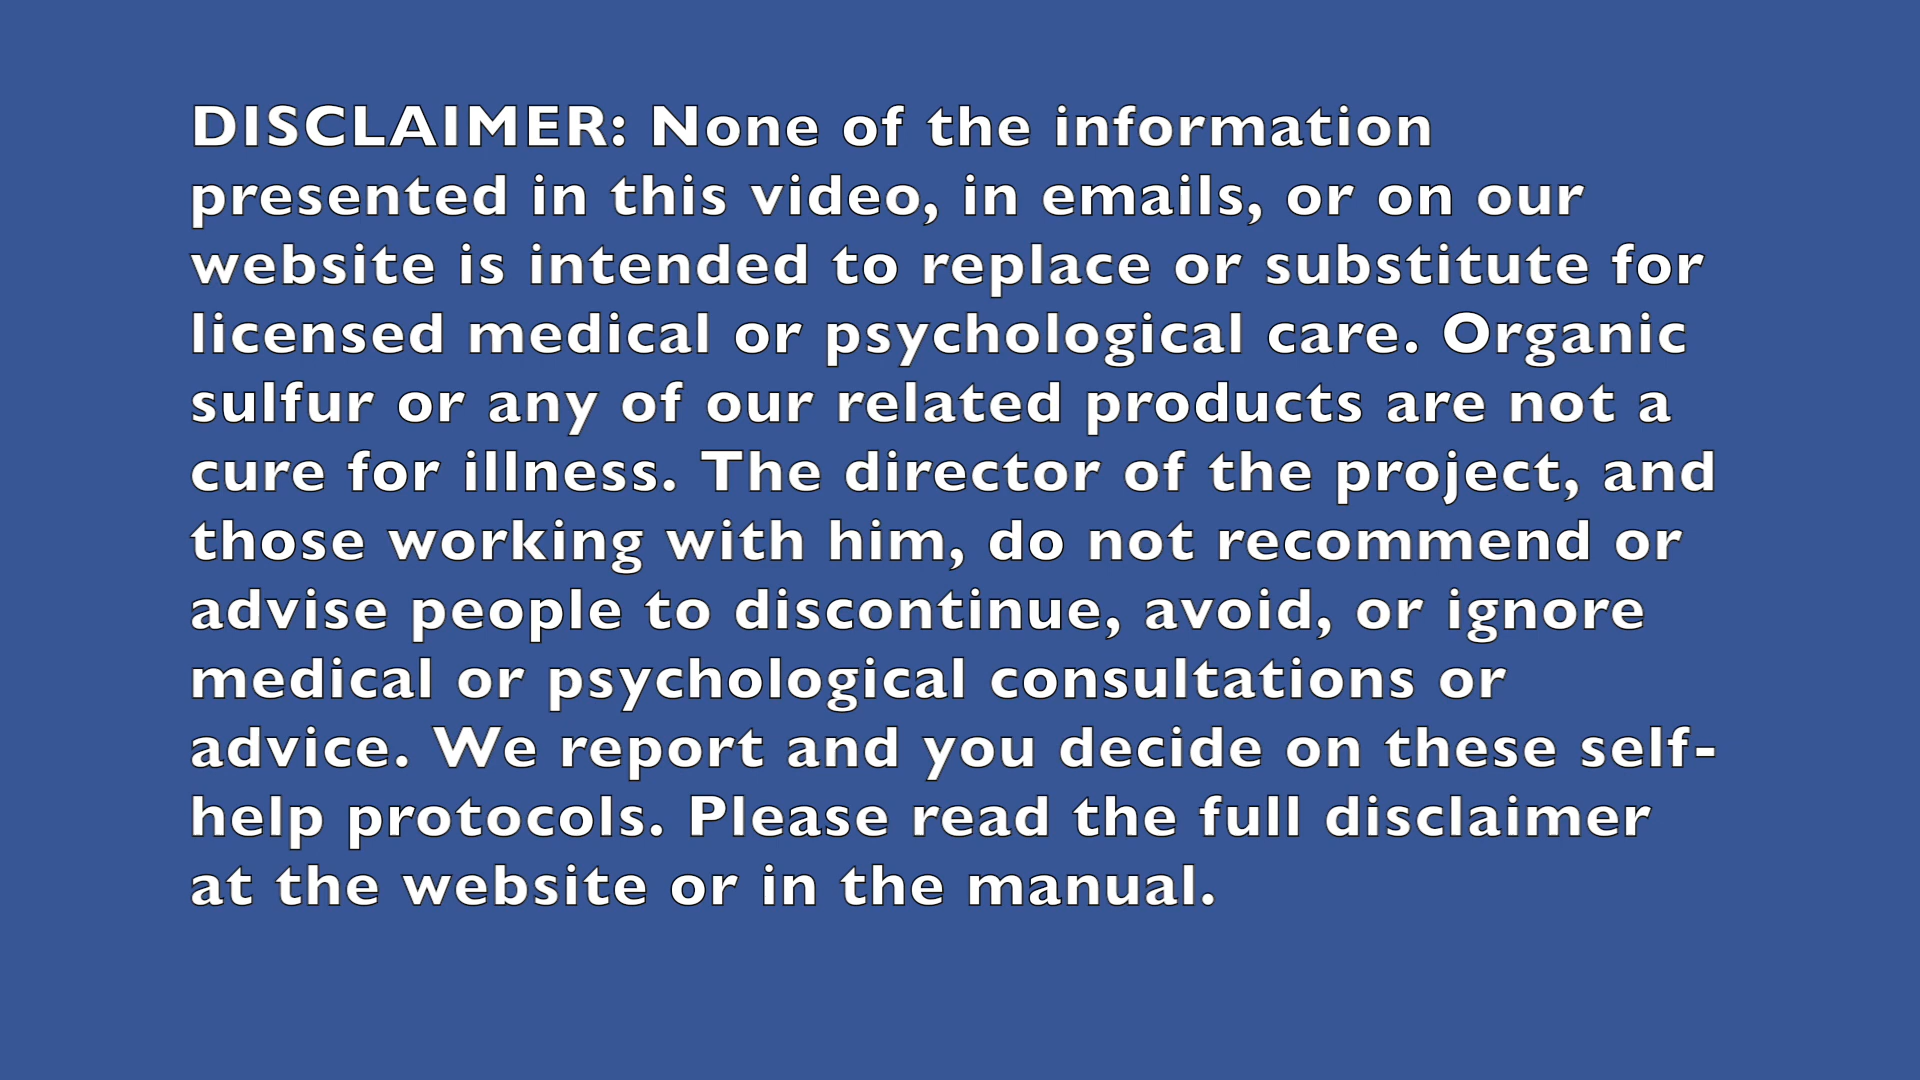 DISCLAIMER: None of the information
presented in this video, in emails, or on our
website is intended to replace or substitute for
licensed medical or psychological care. Organic
sulfur or any of our related products are not a
cure for illness. The director of the project, and
those working with him, do not recommend or
advise people to discontinue, avoid, or ignore
medical or psychological consultations or
advice. We report and you decide on these self-
help protocols. Please read the full disclaimer
at the website or in the manual.